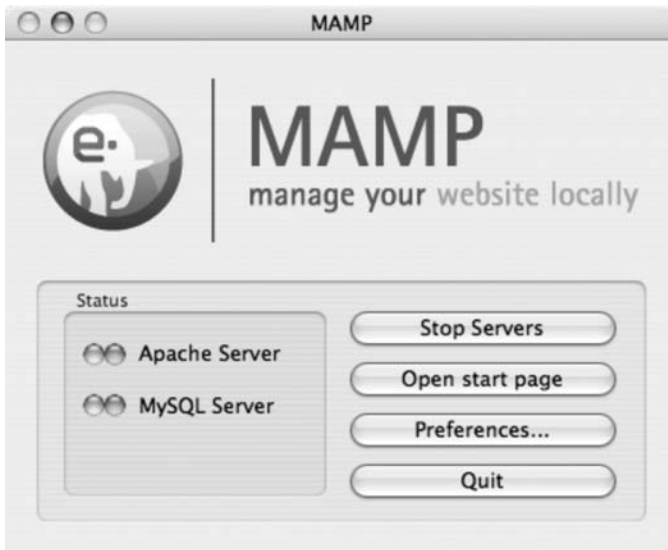 MAMP
e.
MAMP
manage your website locally
Status
Apache Server
MySQL Server
Stop Servers
Open start page
Preferences...
Quit